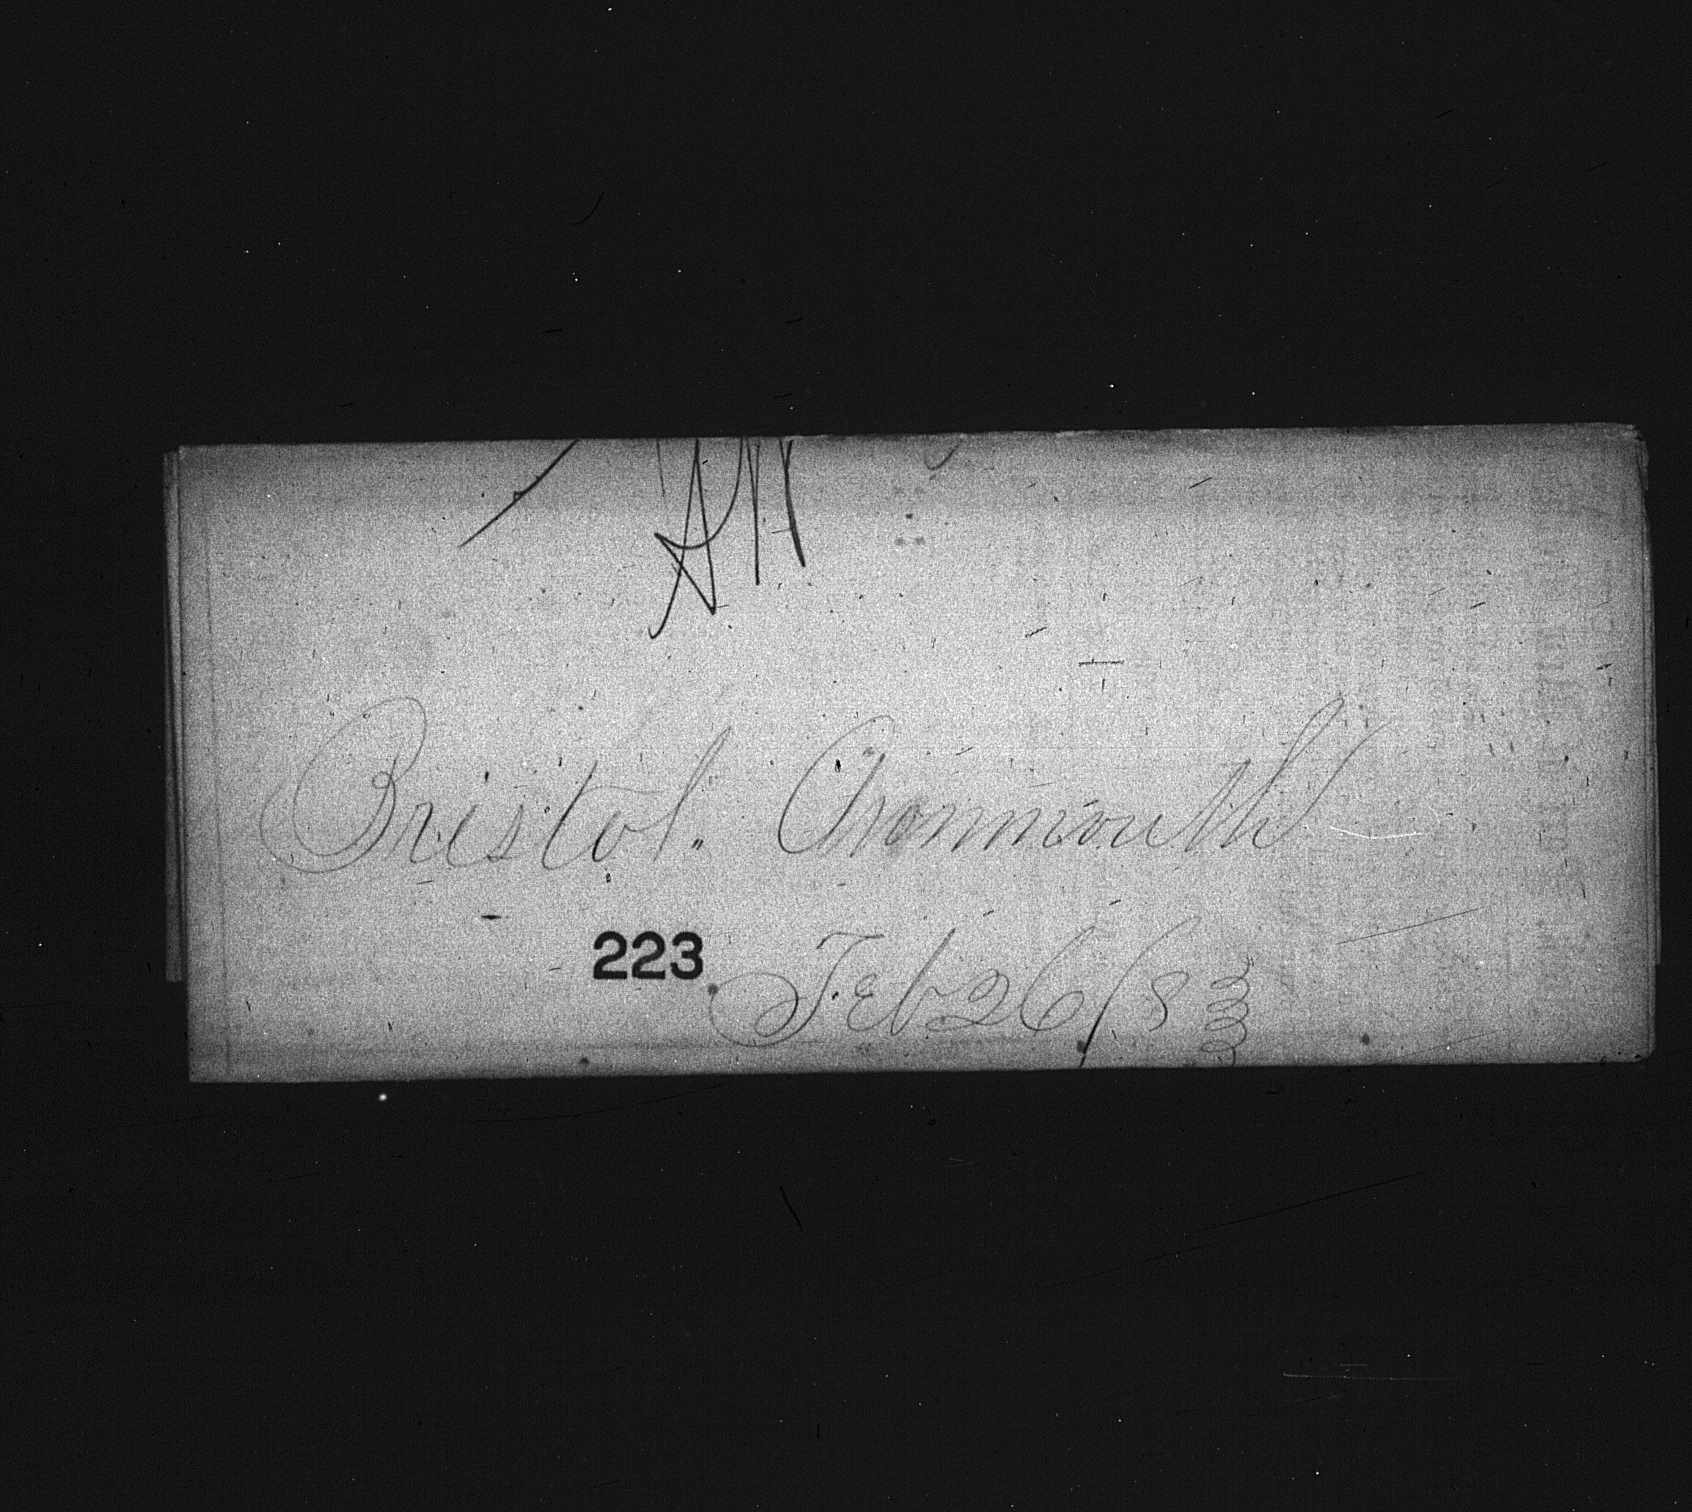 Bristol. Avonmouth
223
Feb 26/83